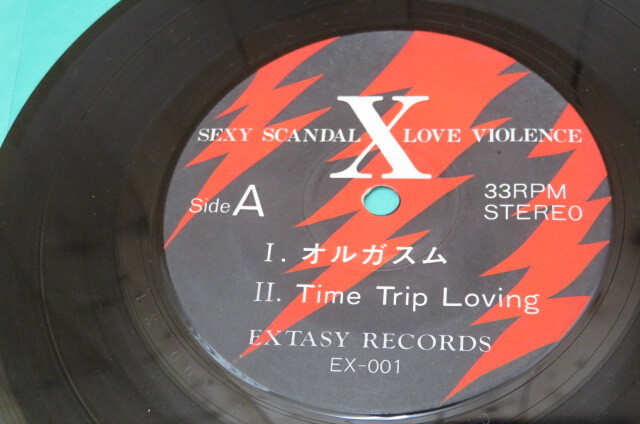 SEXY SCANDAL X LOVE VIOLENCE
Side A
33RPM
STEREO
I. オルガスム
II. Time Trip Loving
EXTASY RECORDS
EX-001